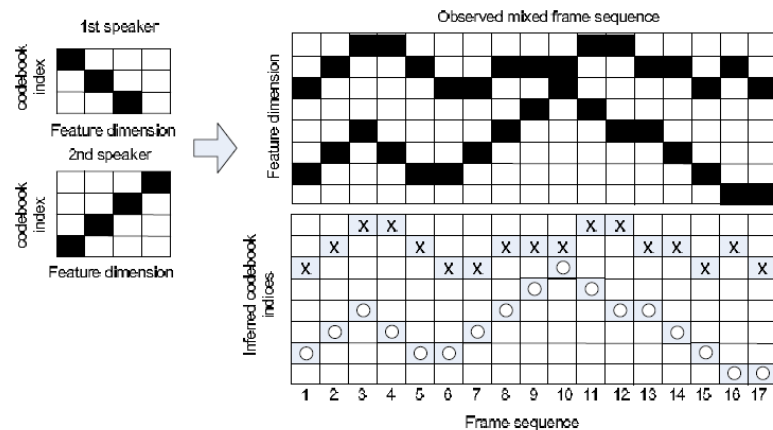 1st speaker
codebook
index
Feature dimension
2nd speaker
codebook
index
Feature dimension
Observed mixed frame sequence
Feature dimension
Inferred codebook
indices
X X X X
X X X X X X X X
X X X O X X
O O
O O O
O O O O
O O O O
O O
1 2 3 4 5 6 7 8 9 10 11 12 13 14 15 16 17
Frame sequence